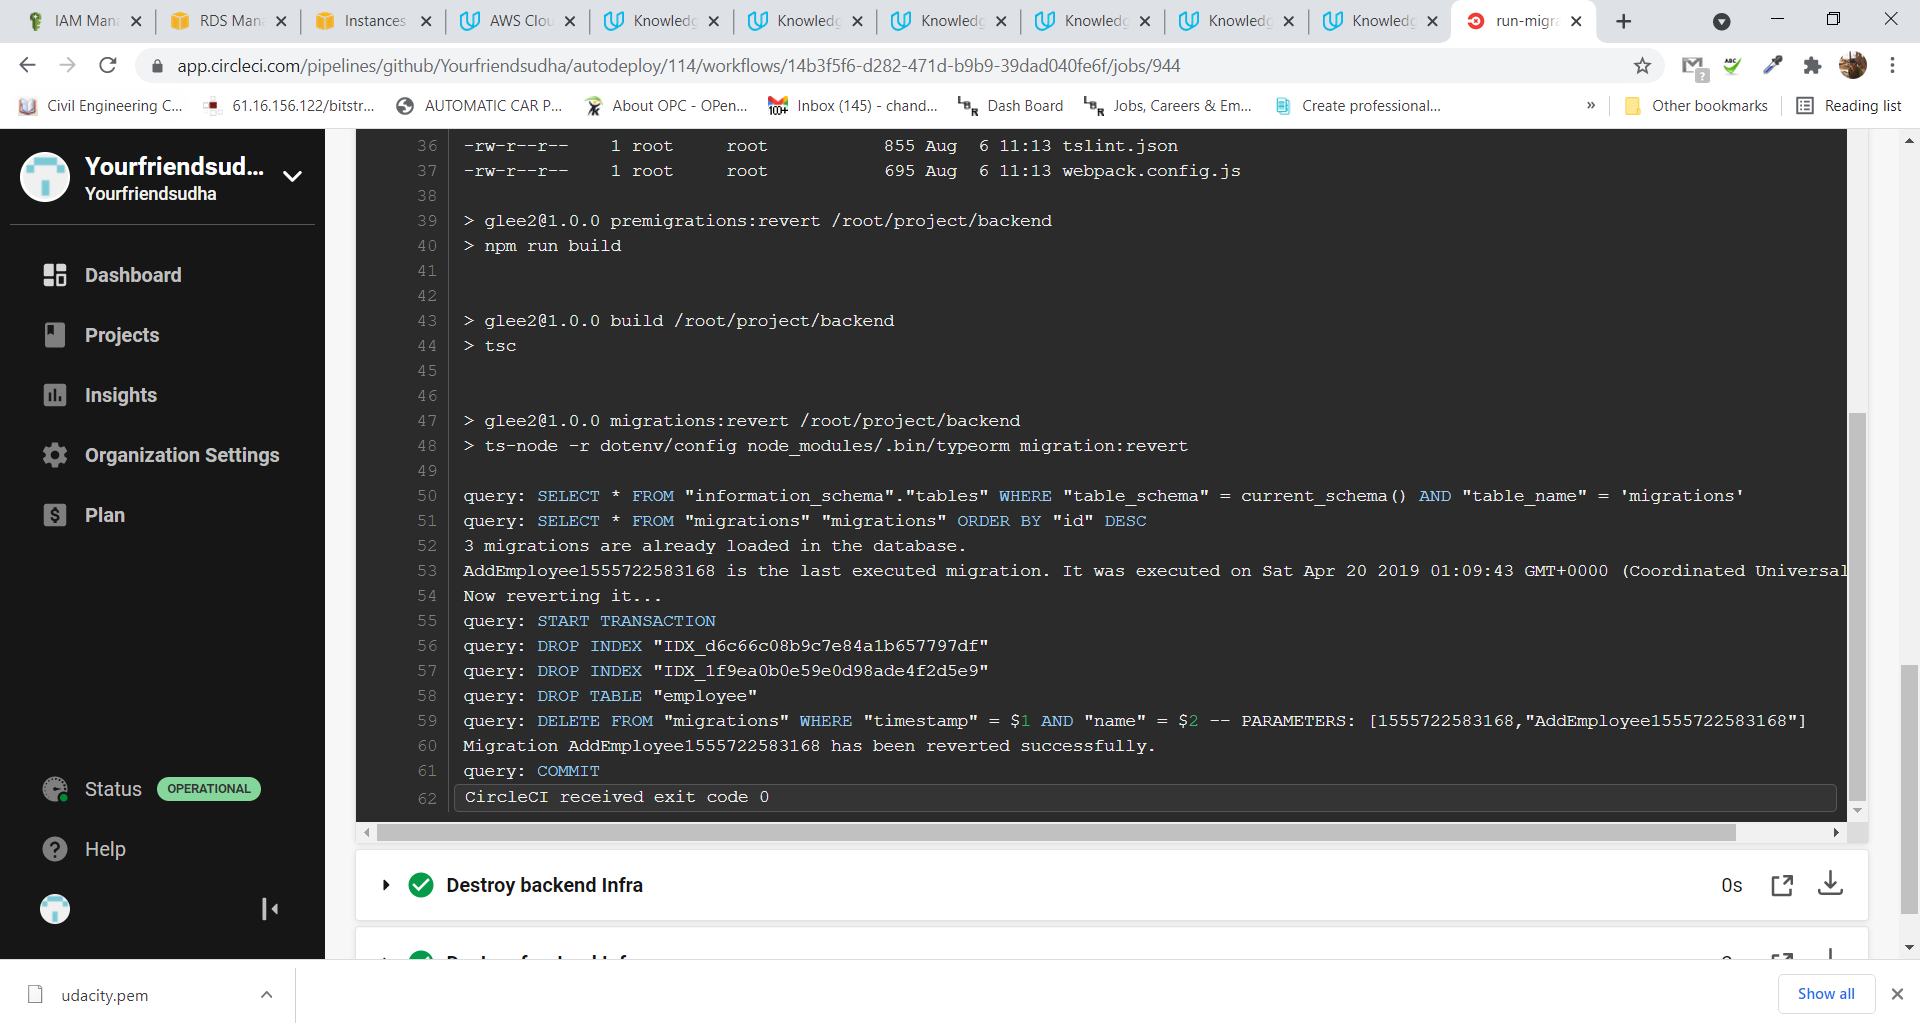 IAM Man
RDS Man
Instances
AWS Clou
Knowledg
Knowledg
Knowledg
Knowledg
Knowledg
Knowledg
run-migra
app.circleci.com/pipelines/github/Yourfriendsudha/autodeploy/114/workflows/14b3f5f6-d282-471d-b9b9-39dad040fe6f/jobs/944
ABC
?
Civil Engineering C...
61.16.156.122/bitstr...
AUTOMATIC CAR P...
About OPC - OPen...
100+
Inbox (145) - chand...
Dash Board
Jobs, Careers & Em...
Create professional...
»
Other bookmarks
Reading list
Yourfriendsud...
Yourfriendsudha
Dashboard
Projects
Insights
Organization Settings
Plan
Status OPERATIONAL
Help
36 -rw-r--r-- 1 root root 855 Aug 6 11:13 tslint.json
37 -rw-r--r-- 1 root root 695 Aug 6 11:13 webpack.config.js
38
39 > glee2@1.0.0 premigrations:revert /root/project/backend
40 > npm run build
41
42
43 > glee2@1.0.0 build /root/project/backend
44 > tsc
45
46
47 > glee2@1.0.0 migrations:revert /root/project/backend
48 > ts-node -r dotenv/config node_modules/.bin/typeorm migration:revert
49
50 query: SELECT * FROM "information_schema"."tables" WHERE "table_schema" = current_schema() AND "table_name" = 'migrations'
51 query: SELECT * FROM "migrations" "migrations" ORDER BY "id" DESC
52 3 migrations are already loaded in the database.
53 AddEmployee1555722583168 is the last executed migration. It was executed on Sat Apr 20 2019 01:09:43 GMT+0000 (Coordinated Universal
54 Now reverting it...
55 query: START TRANSACTION
56 query: DROP INDEX "IDX_d6c66c08b9c7e84a1b657797df"
57 query: DROP INDEX "IDX_1f9ea0b0e59e0d98ade4f2d5e9"
58 query: DROP TABLE "employee"
59 query: DELETE FROM "migrations" WHERE "timestamp" = $1 AND "name" = $2 -- PARAMETERS: [1555722583168,"AddEmployee1555722583168"]
60 Migration AddEmployee1555722583168 has been reverted successfully.
61 query: COMMIT
62 CircleCI received exit code 0
Destroy backend Infra 0s
udacity.pem
Show all